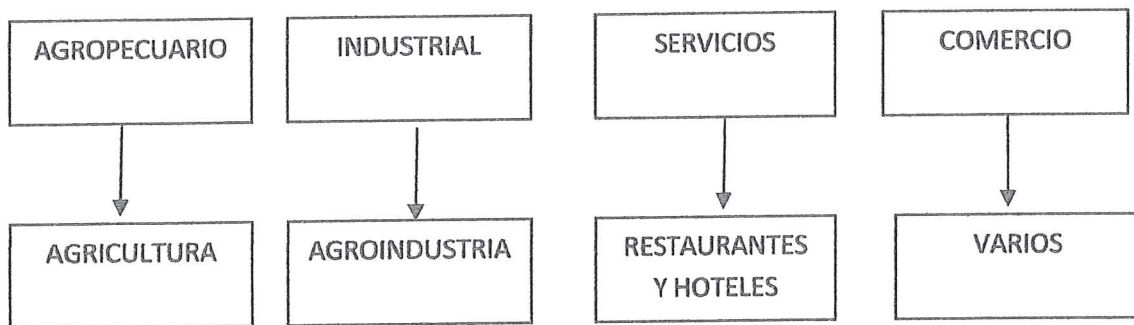 AGROPECUARIO
INDUSTRIAL
SERVICIOS
COMERCIO
AGRICULTURA
AGROINDUSTRIA
RESTAURANTES
Y HOTELES
VARIOS